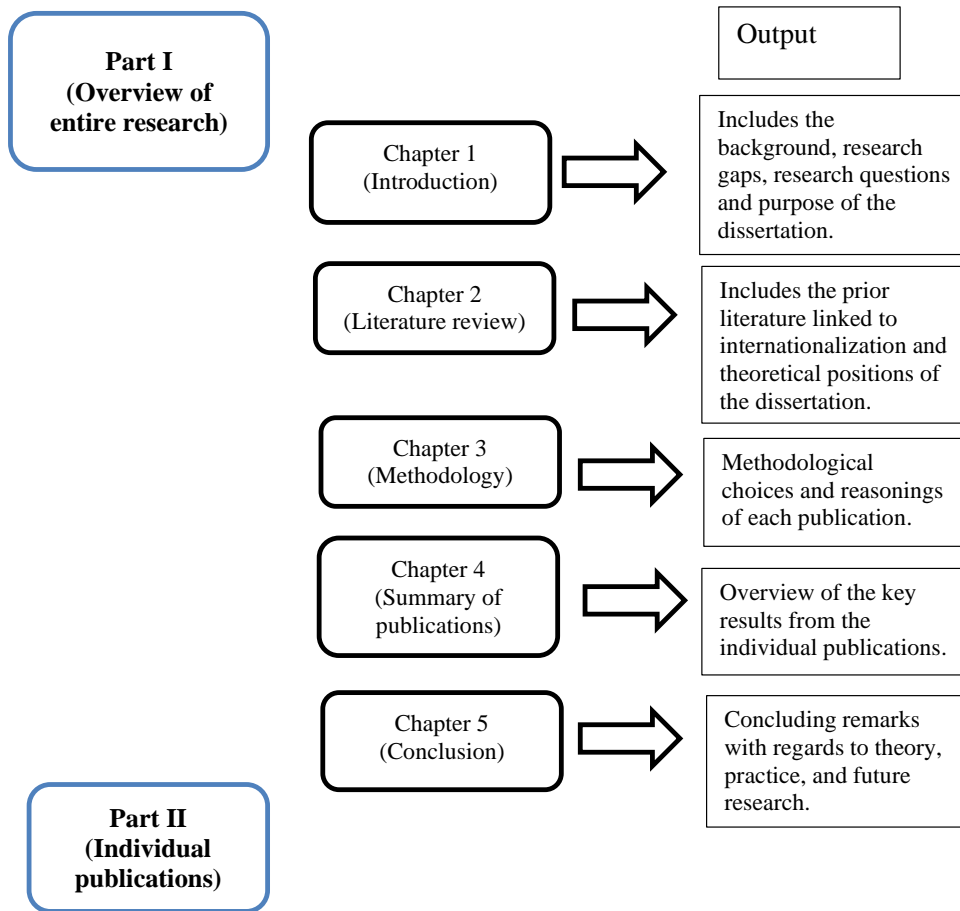 Part I
(Overview of
entire research)
Output
Chapter 1
(Introduction)
Includes the
background, research
gaps, research questions
and purpose of the
dissertation.
Chapter 2
(Literature review)
Includes the prior
literature linked to
internationalization and
theoretical positions of
the dissertation.
Chapter 3
(Methodology)
Methodological
choices and reasonings
of each publication.
Chapter 4
(Summary of
publications)
Overview of the key
results from the
individual publications.
Chapter 5
(Conclusion)
Concluding remarks
with regards to theory,
practice, and future
research.
Part II
(Individual
publications)